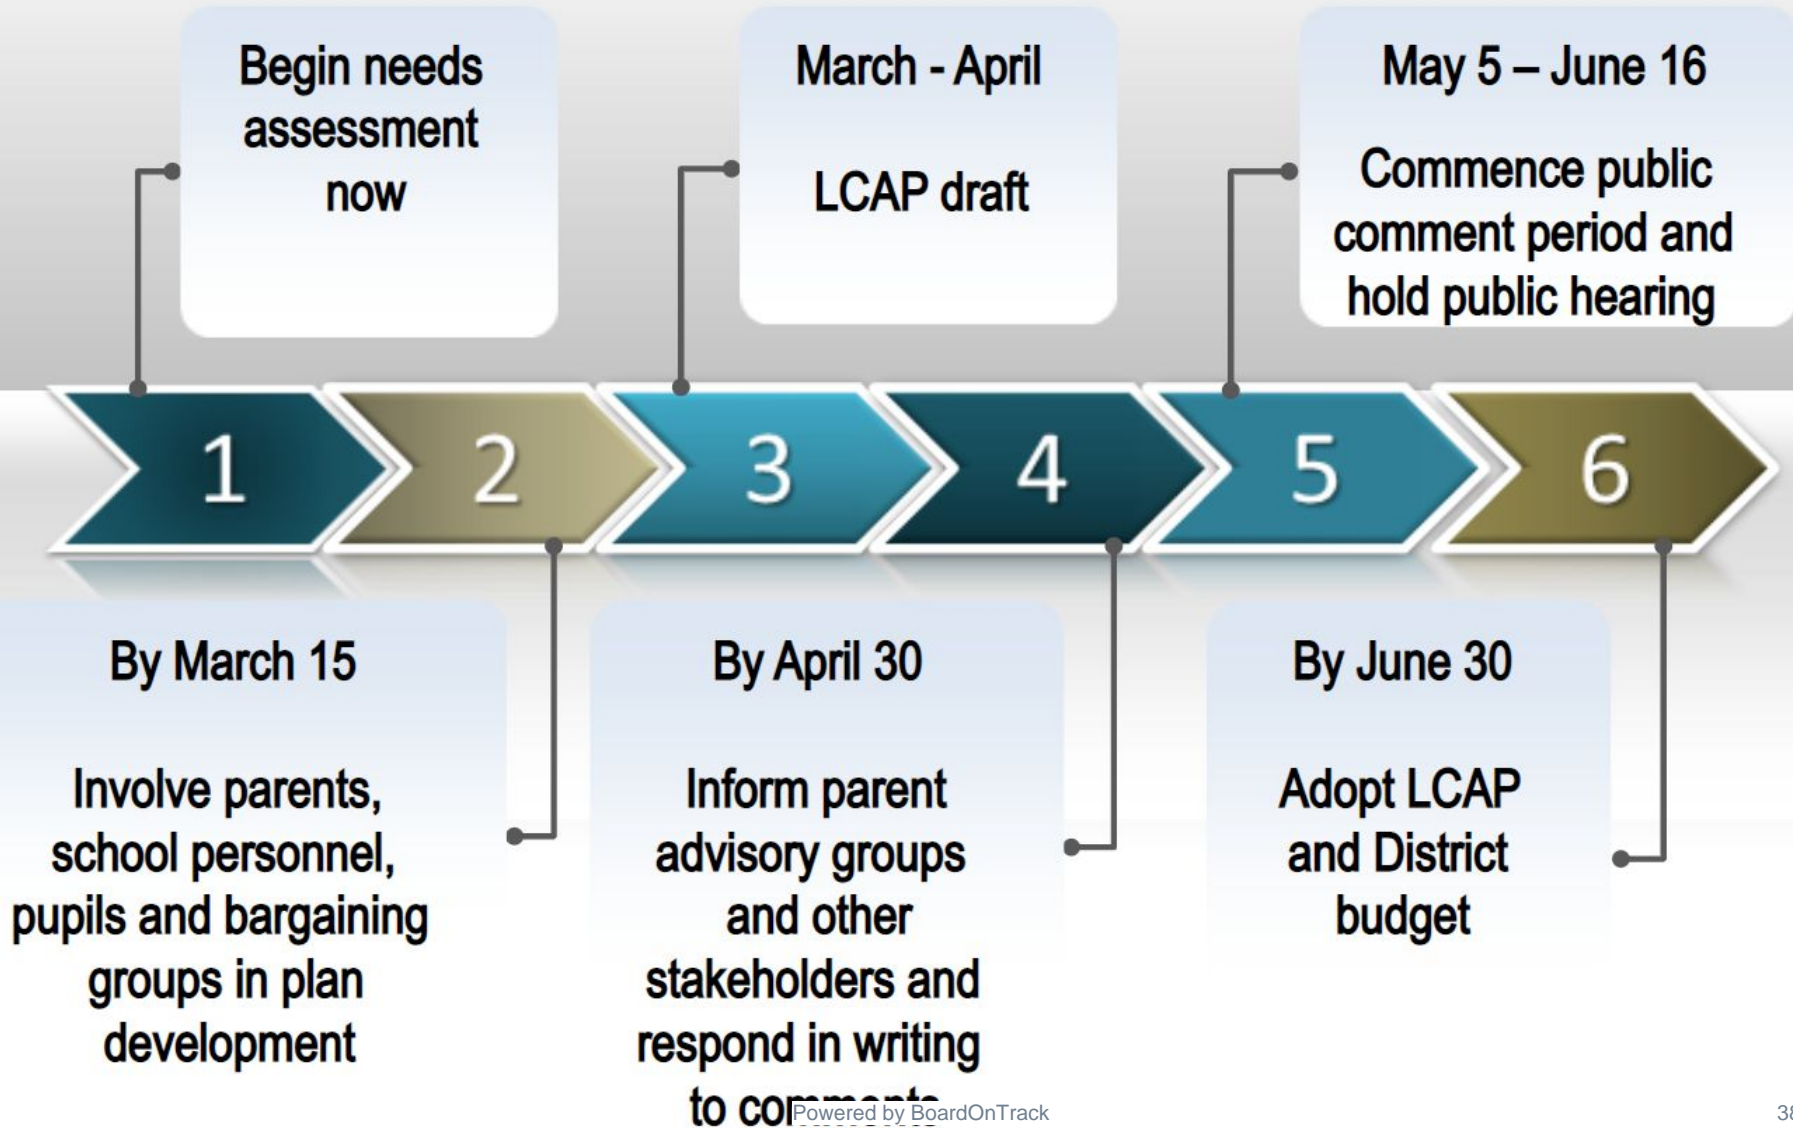 Begin needs
assessment
now
March - April
LCAP draft
May 5 – June 16
Commence public
comment period and
hold public hearing
1
2
3
4
5
6
By March 15
Involve parents,
school personnel,
pupils and bargaining
groups in plan
development
By April 30
Inform parent
advisory groups
and other
stakeholders and
respond in writing
to comments
By June 30
Adopt LCAP
and District
budget
Powered by BoardOnTrack